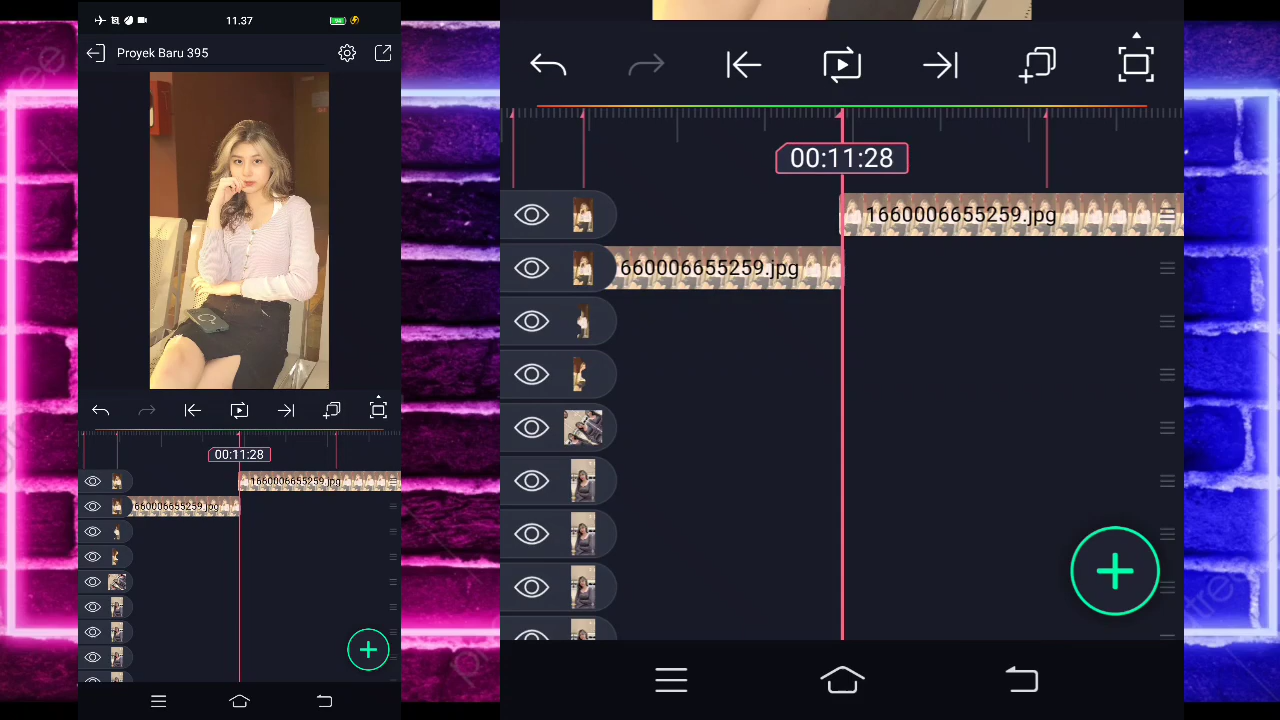 11.37
94
Proyek Baru 395
00:11:28
1660006655259.jpg
660006655259.jpg
00:11:28
1660006655259.jpg
660006655259.jpg